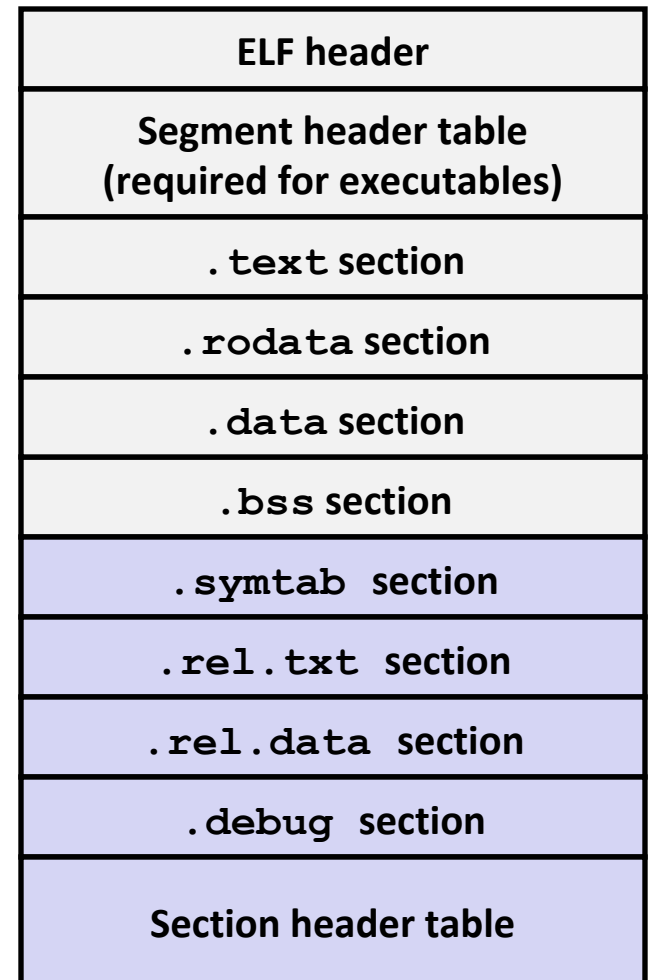 ELF header
Segment header table
(required for executables)
.text section
.rodata section
.data section
.bss section
.symtab section
.rel.txt section
.rel.data section
.debug section
Section header table